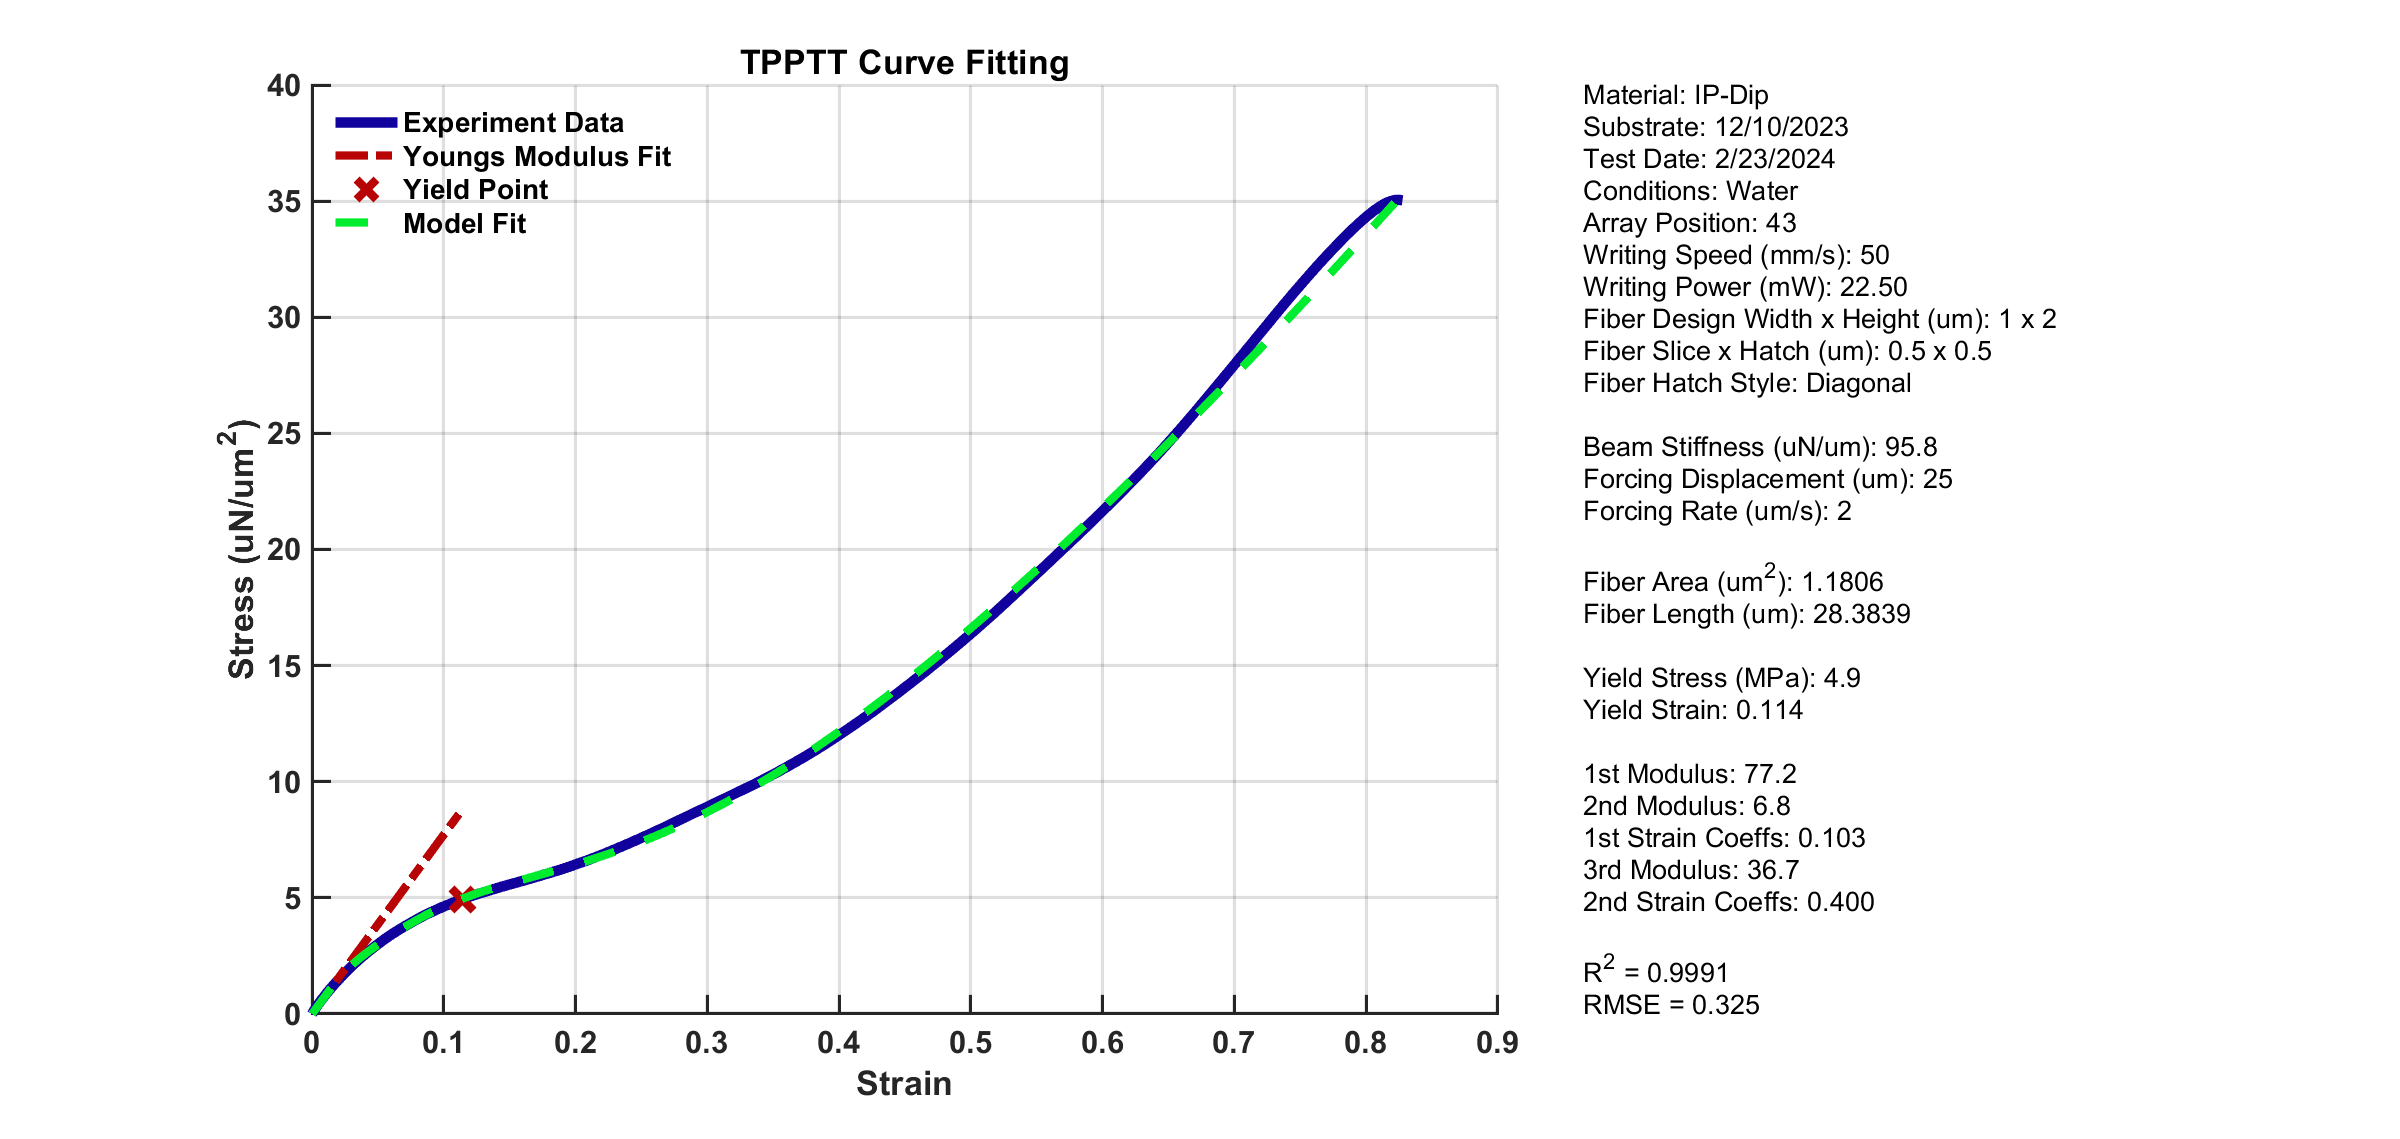 TPPTT Curve Fitting
40
35
30
25
20
15
10
5
0
Stress (uN/um²)
Experiment Data
Youngs Modulus Fit
Yield Point
Model Fit
0 0.1 0.2 0.3 0.4 0.5 0.6 0.7 0.8 0.9
Strain
Material: IP-Dip
Substrate: 12/10/2023
Test Date: 2/23/2024
Conditions: Water
Array Position: 43
Writing Speed (mm/s): 50
Writing Power (mW): 22.50
Fiber Design Width x Height (um): 1 x 2
Fiber Slice x Hatch (um): 0.5 x 0.5
Fiber Hatch Style: Diagonal
Beam Stiffness (uN/um): 95.8
Forcing Displacement (um): 25
Forcing Rate (um/s): 2
Fiber Area (um²): 1.1806
Fiber Length (um): 28.3839
Yield Stress (MPa): 4.9
Yield Strain: 0.114
1st Modulus: 77.2
2nd Modulus: 6.8
1st Strain Coeffs: 0.103
3rd Modulus: 36.7
2nd Strain Coeffs: 0.400
R² = 0.9991
RMSE = 0.325